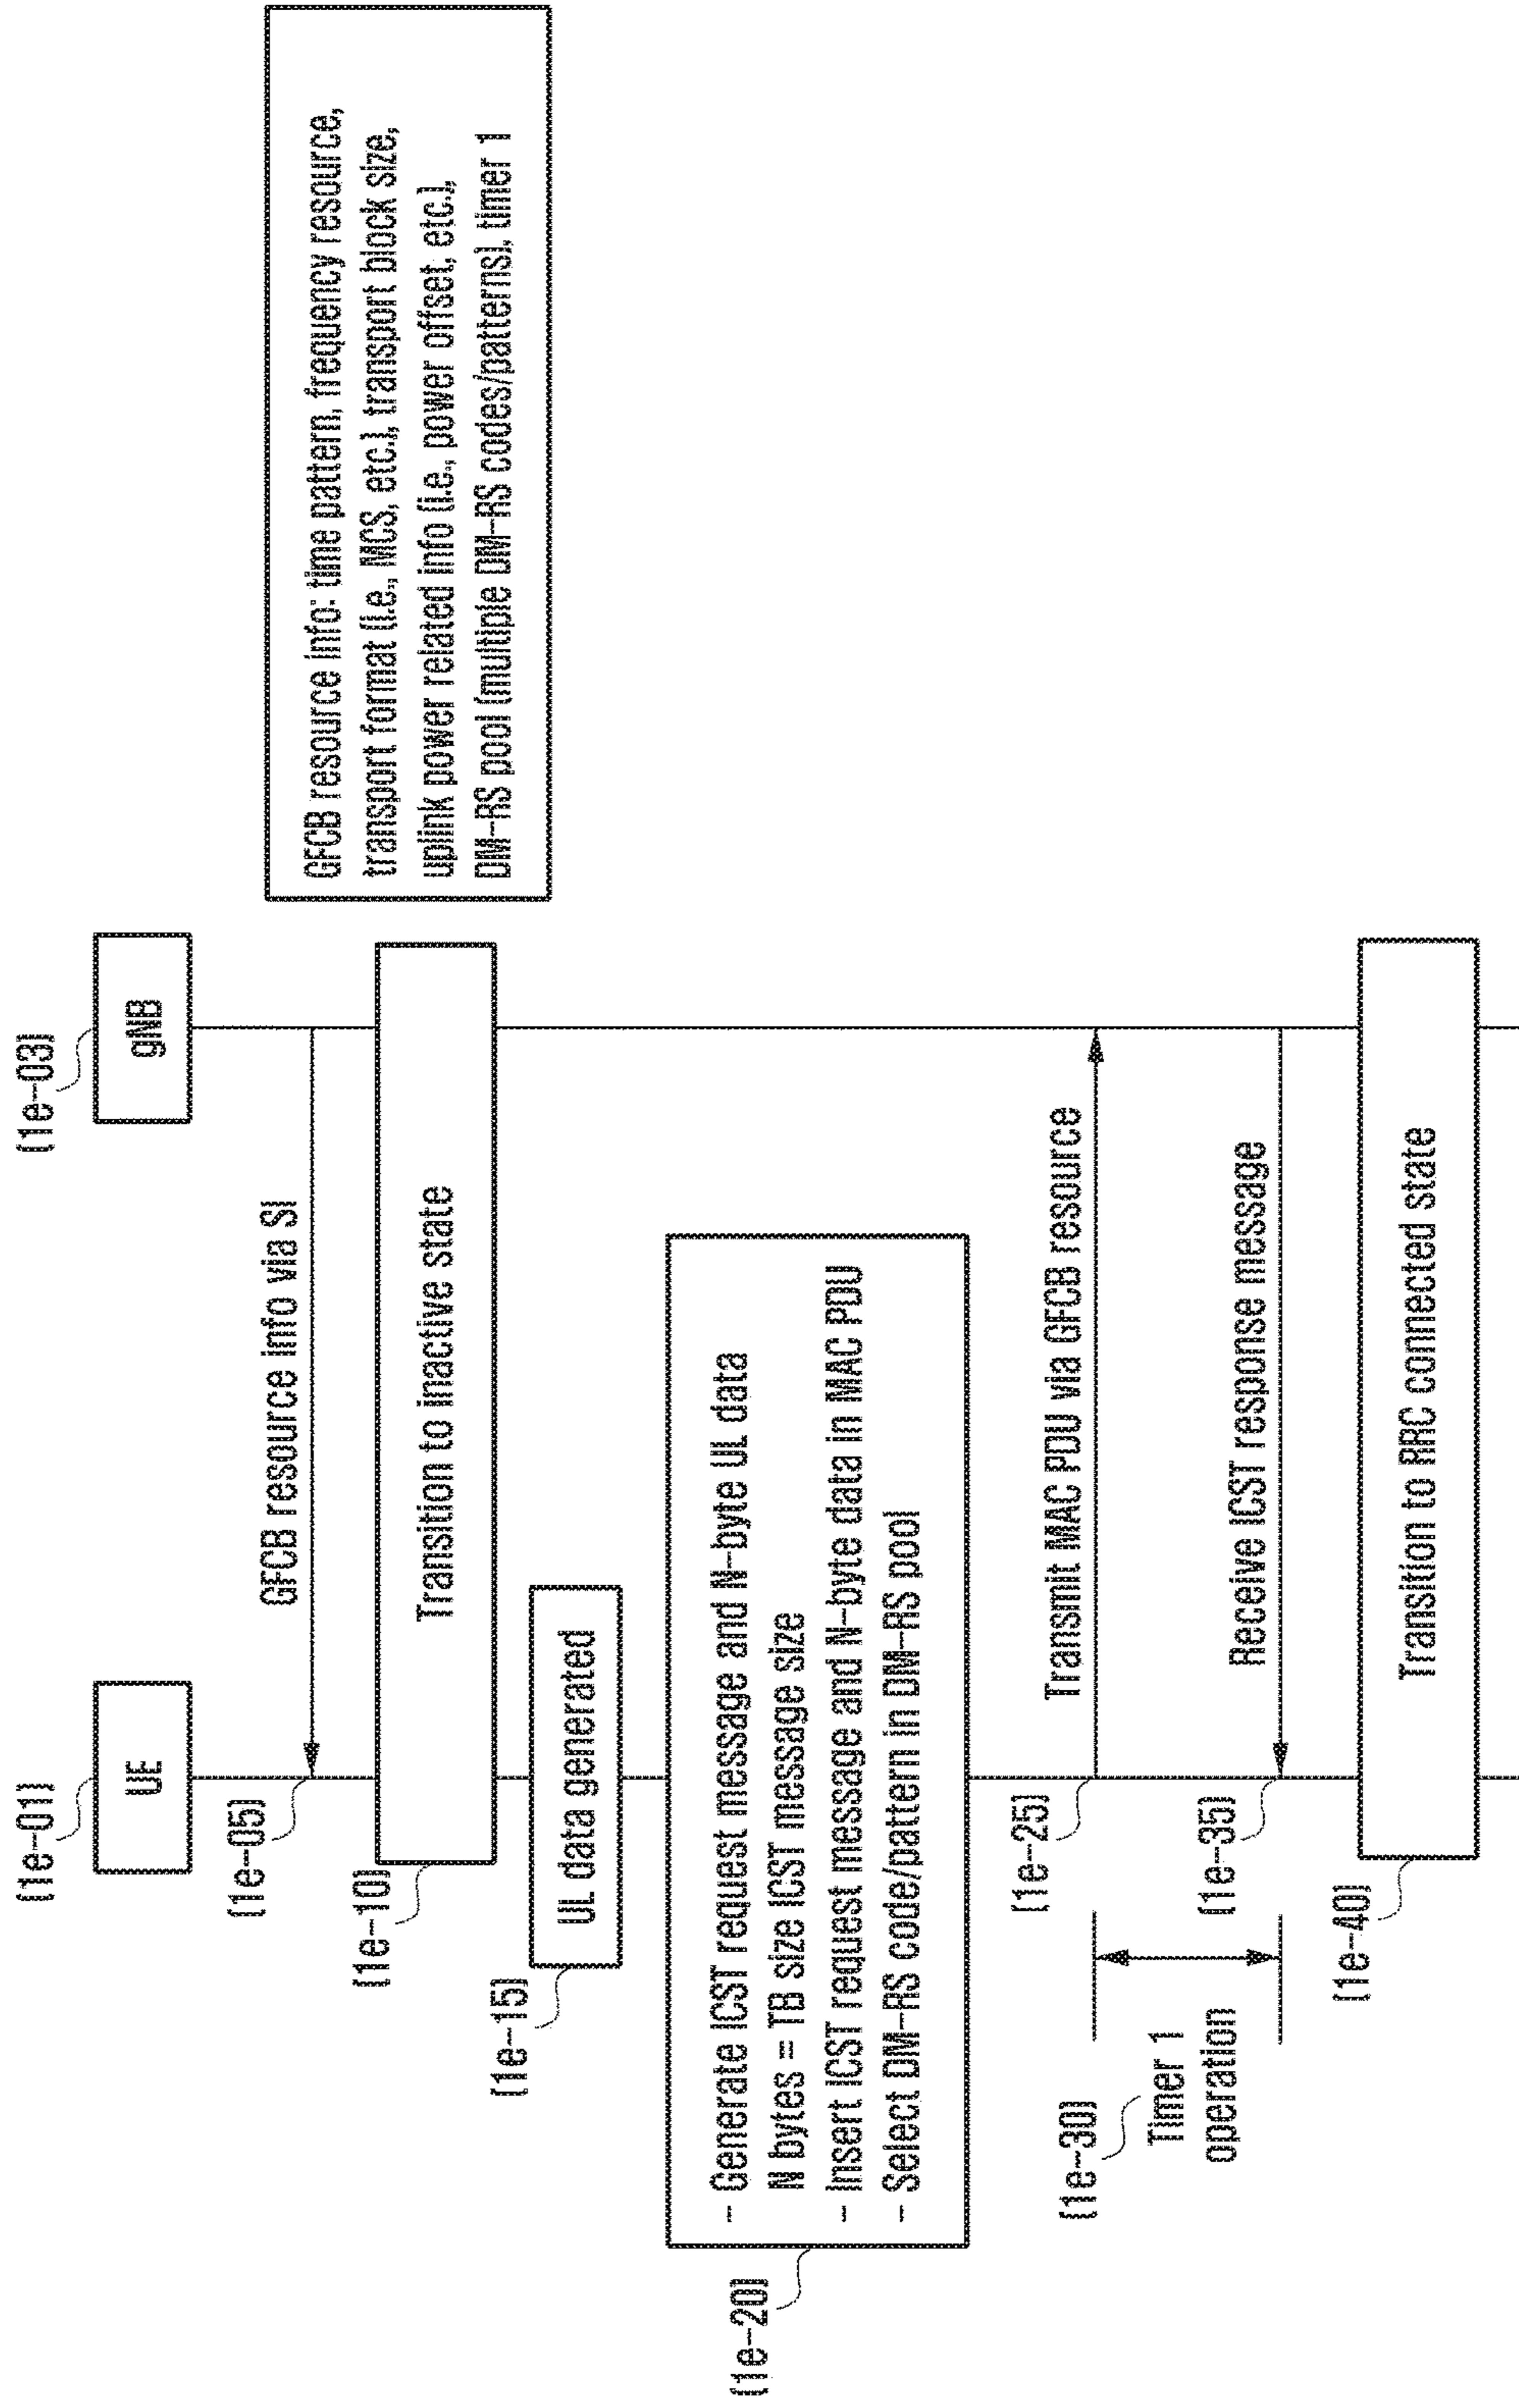 (1e-01)
(1e-03)
UE
gNB
(1e-05)
GFCB resource info via SI
GFCB resource info: time pattern, frequency resource,
transport format (i.e., MCS, etc.), transport block size,
uplink power related info (i.e., power offset, etc.),
DM-RS pool (multiple DM-RS codes/patterns), timer 1
(1e-10)
Transition to inactive state
(1e-15)
UL data generated
(1e-20)
- Generate ICST request message and N-byte UL data
N bytes = TB size ICST message size
- Insert ICST request message and N-byte data in MAC PDU
- Select DM-RS code/pattern in DM-RS pool
(1e-25)
Transmit MAC PDU via GFCB resource
(1e-30)
Timer 1
operation
(1e-35)
Receive ICST response message
(1e-40)
Transition to RRC connected state